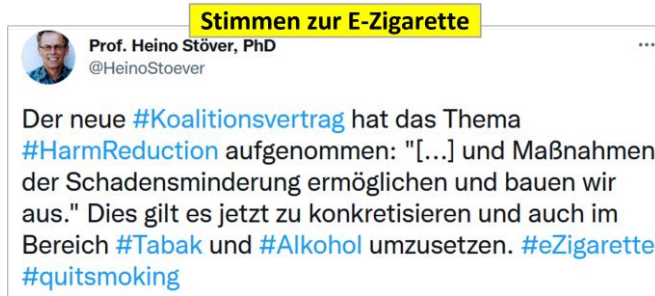 Stimmen zur E-Zigarette
Prof. Heino Stöver, PhD
@HeinoStoever
...
Der neue #Koalitionsvertrag hat das Thema
#HarmReduction aufgenommen: "[...] und Maßnahmen
der Schadensminderung ermöglichen und bauen wir
aus." Dies gilt es jetzt zu konkretisieren und auch im
Bereich #Tabak und #Alkohol umzusetzen. #eZigarette
#quitsmoking